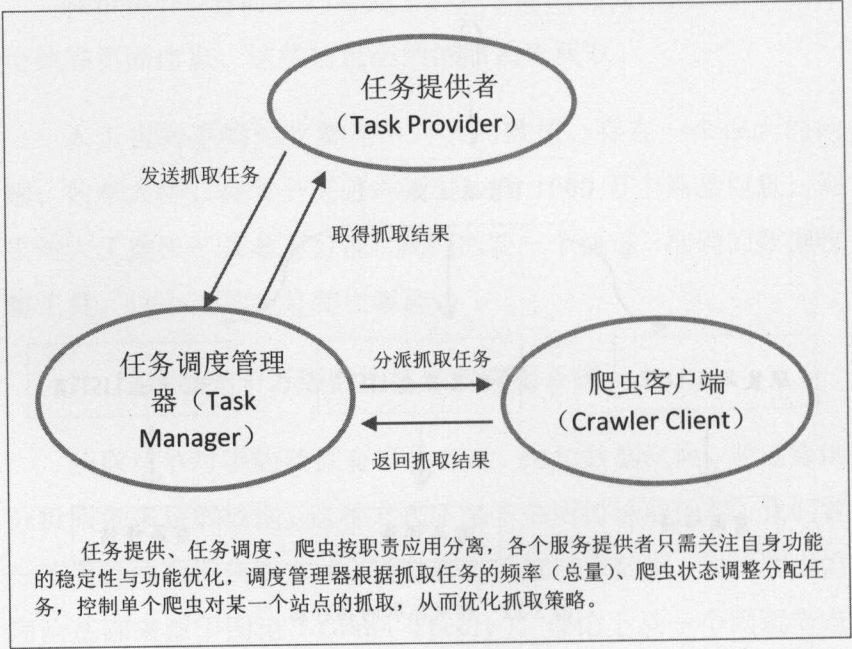 任务提供者
（Task Provider）
发送抓取任务
取得抓取结果
任务调度管理
器（Task
Manager）
分派抓取任务
爬虫客户端
（Crawler Client）
返回抓取结果
任务提供、任务调度、爬虫按职责应用分离，各个服务提供者只需关注自身功能
的稳定性与功能优化，调度管理器根据抓取任务的频率（总量）、爬虫状态调整分配任
务，控制单个爬虫对某一个站点的抓取，从而优化抓取策略。